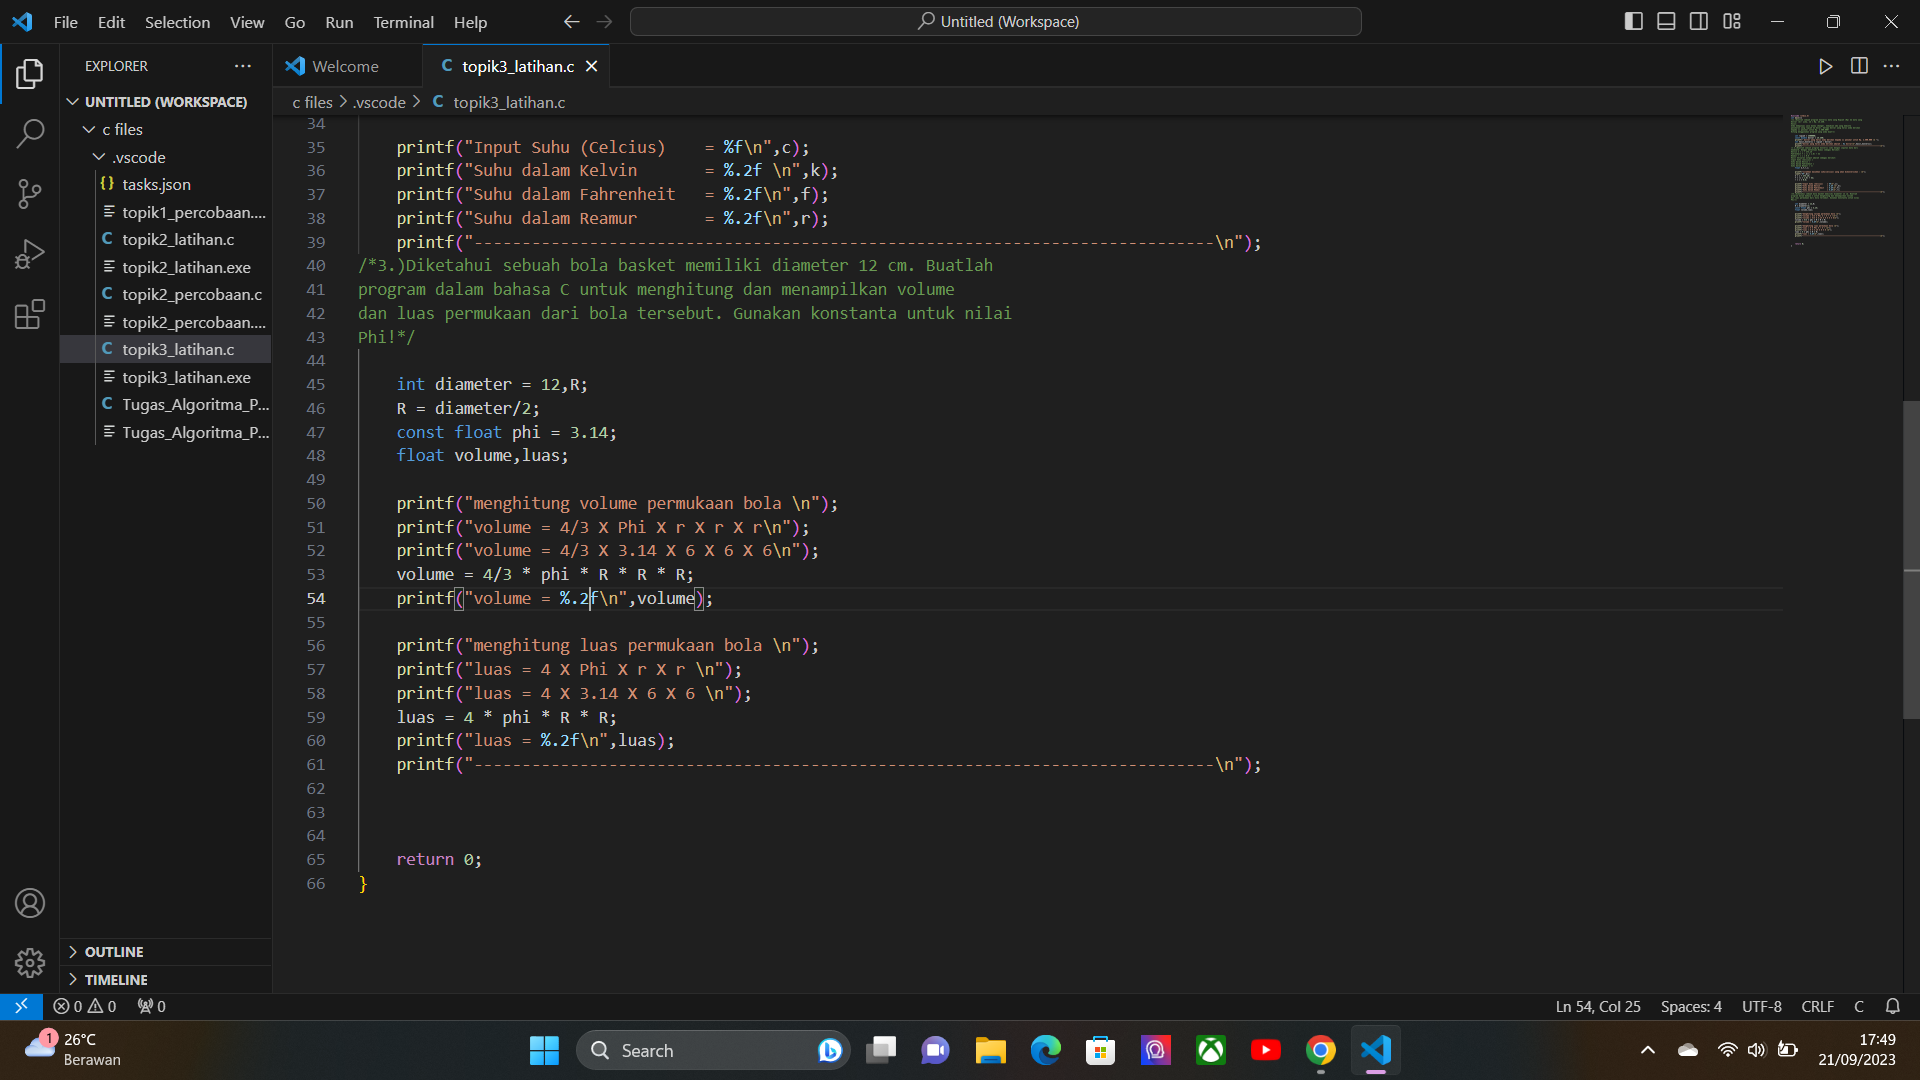 File Edit Selection View Go Run Terminal Help
Untitled (Workspace)
EXPLORER
UNTITLED (WORKSPACE)
c files
.vscode
tasks.json
topik1_percobaan....
topik2_latihan.c
topik2_latihan.exe
topik2_percobaan.c
topik2_percobaan....
topik3_latihan.c
topik3_latihan.exe
Tugas_Algoritma_P...
Tugas_Algoritma_P...
OUTLINE
TIMELINE
Welcome
C topik3_latihan.c
c files > .vscode > C topik3_latihan.c
34
35 printf("Input Suhu (Celcius)    = %f\n",c);
36 printf("Suhu dalam Kelvin       = %.2f \n",k);
37 printf("Suhu dalam Fahrenheit   = %.2f\n",f);
38 printf("Suhu dalam Reamur       = %.2f\n",r);
39 printf("-----------------------------------------------------------------------------\n");
40 /*3.)Diketahui sebuah bola basket memiliki diameter 12 cm. Buatlah
41 program dalam bahasa C untuk menghitung dan menampilkan volume
42 dan luas permukaan dari bola tersebut. Gunakan konstanta untuk nilai
43 Phi!*/
44
45 int diameter = 12,R;
46 R = diameter/2;
47 const float phi = 3.14;
48 float volume,luas;
49
50 printf("menghitung volume permukaan bola \n");
51 printf("volume = 4/3 X Phi X r X r X r\n");
52 printf("volume = 4/3 X 3.14 X 6 X 6 X 6\n");
53 volume = 4/3 * phi * R * R * R;
54 printf("volume = %.2f\n",volume);
55
56 printf("menghitung luas permukaan bola \n");
57 printf("luas = 4 X Phi X r X r \n");
58 printf("luas = 4 X 3.14 X 6 X 6 \n");
59 luas = 4 * phi * R * R;
60 printf("luas = %.2f\n",luas);
61 printf("-----------------------------------------------------------------------------\n");
62
63
64
65 return 0;
66 }
0 0 0
Ln 54, Col 25 Spaces: 4 UTF-8 CRLF C
1
26°C
Berawan
Search
17:49
21/09/2023